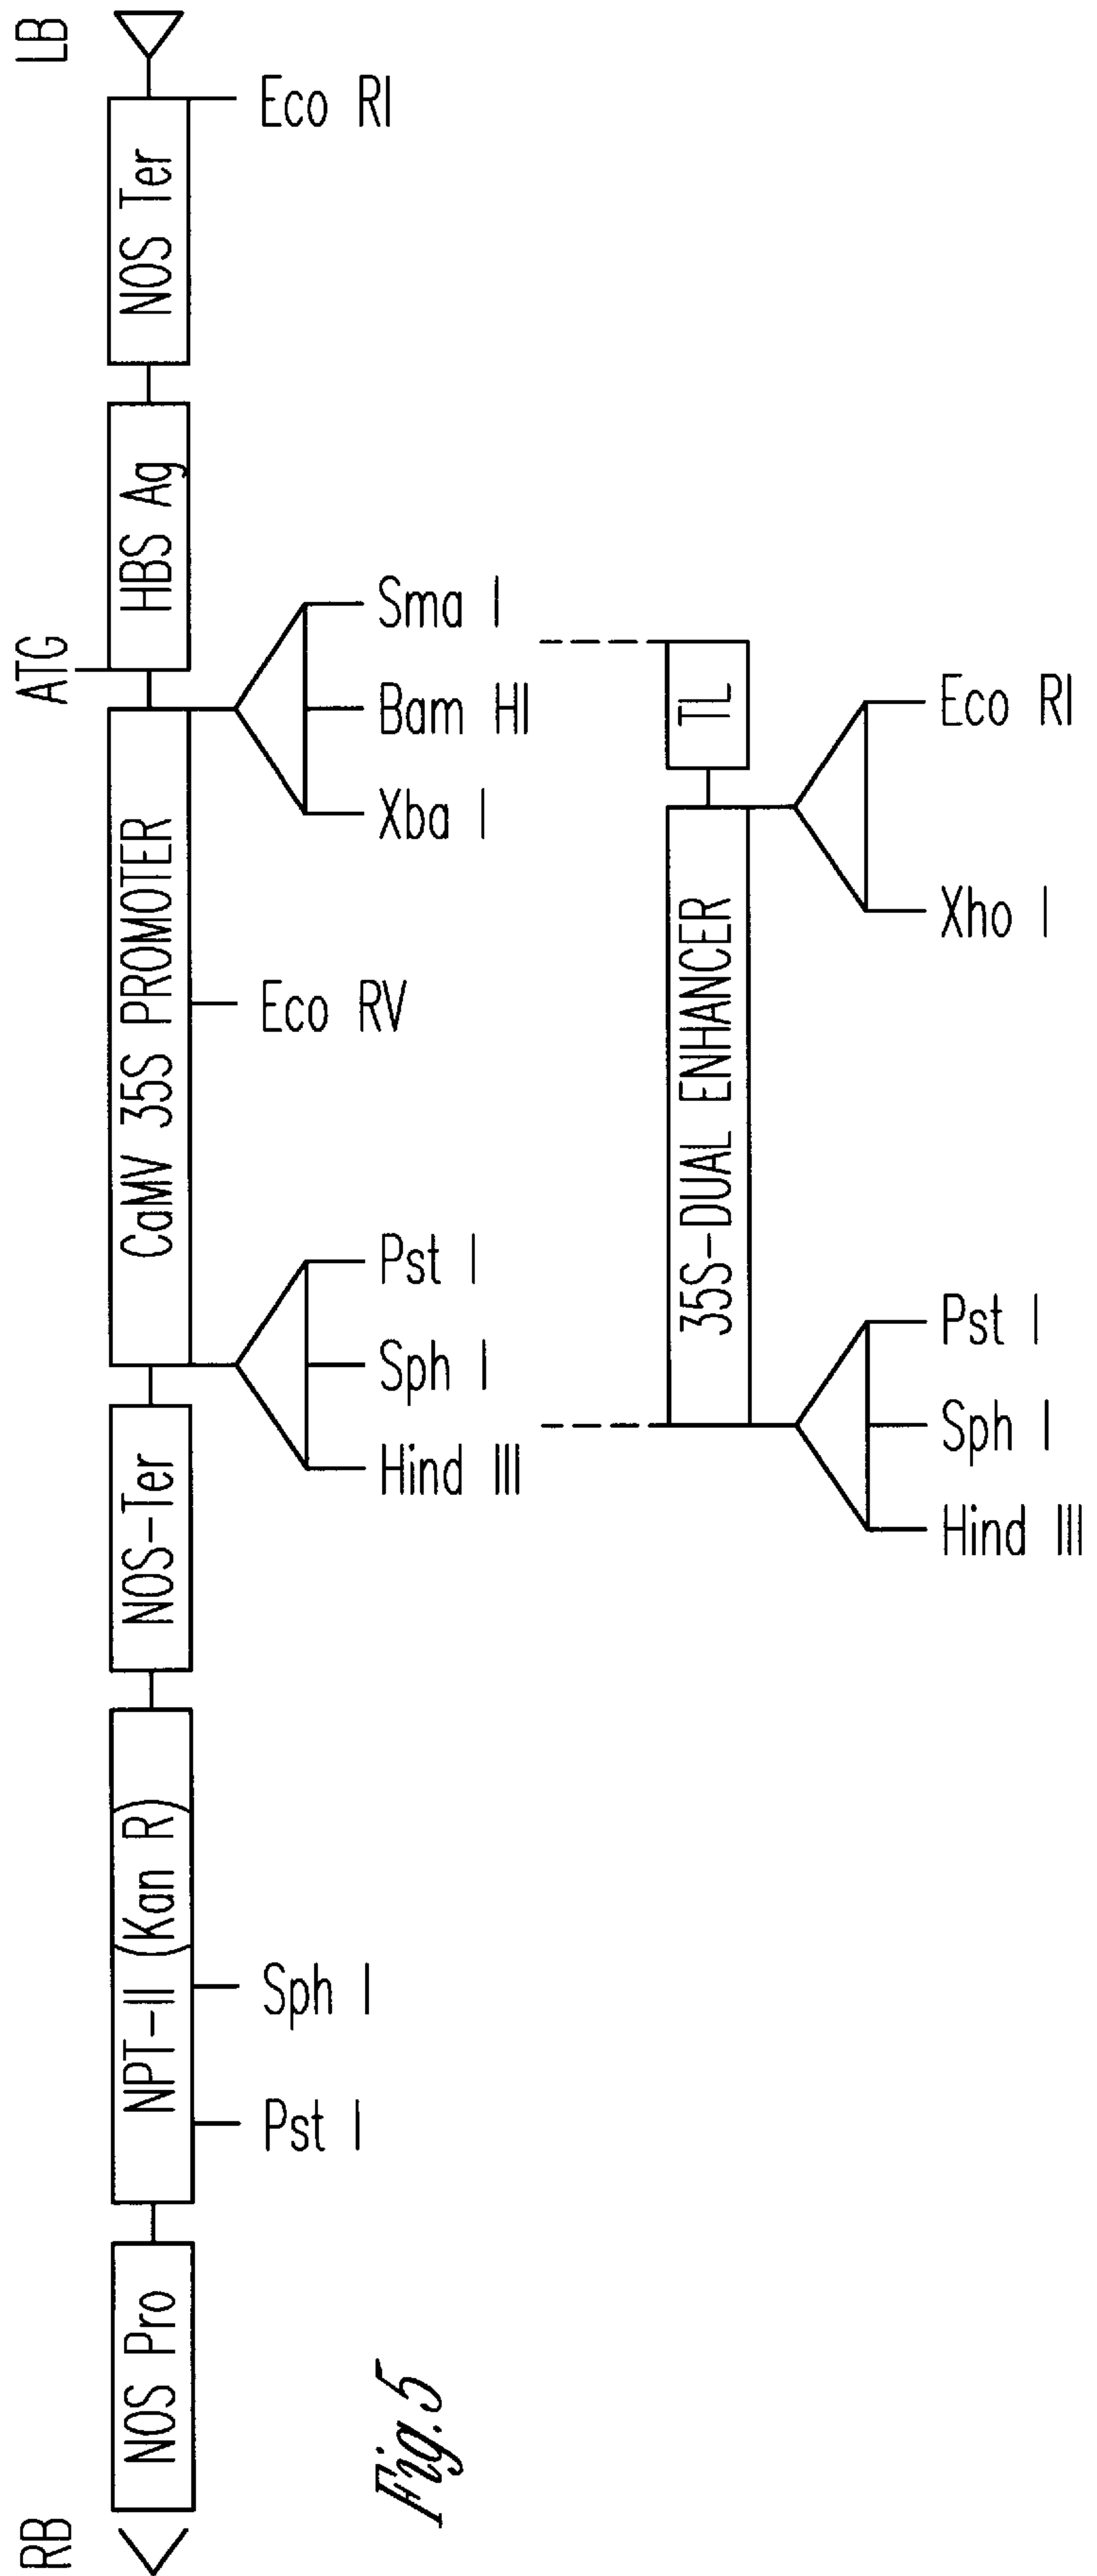 RB
LB
ATG
NOS Pro
NPT-II (Kan R)
NOS-Ter
CaMV 35S PROMOTER
HBS Ag
NOS Ter
Pst I
Sph I
Hind III
Sph I
Pst I
Eco RV
Xba I
Bam HI
Sma I
Eco RI
35S-DUAL ENHANCER
TL
Hind III
Sph I
Pst I
Xho I
Eco RI
Fig. 5